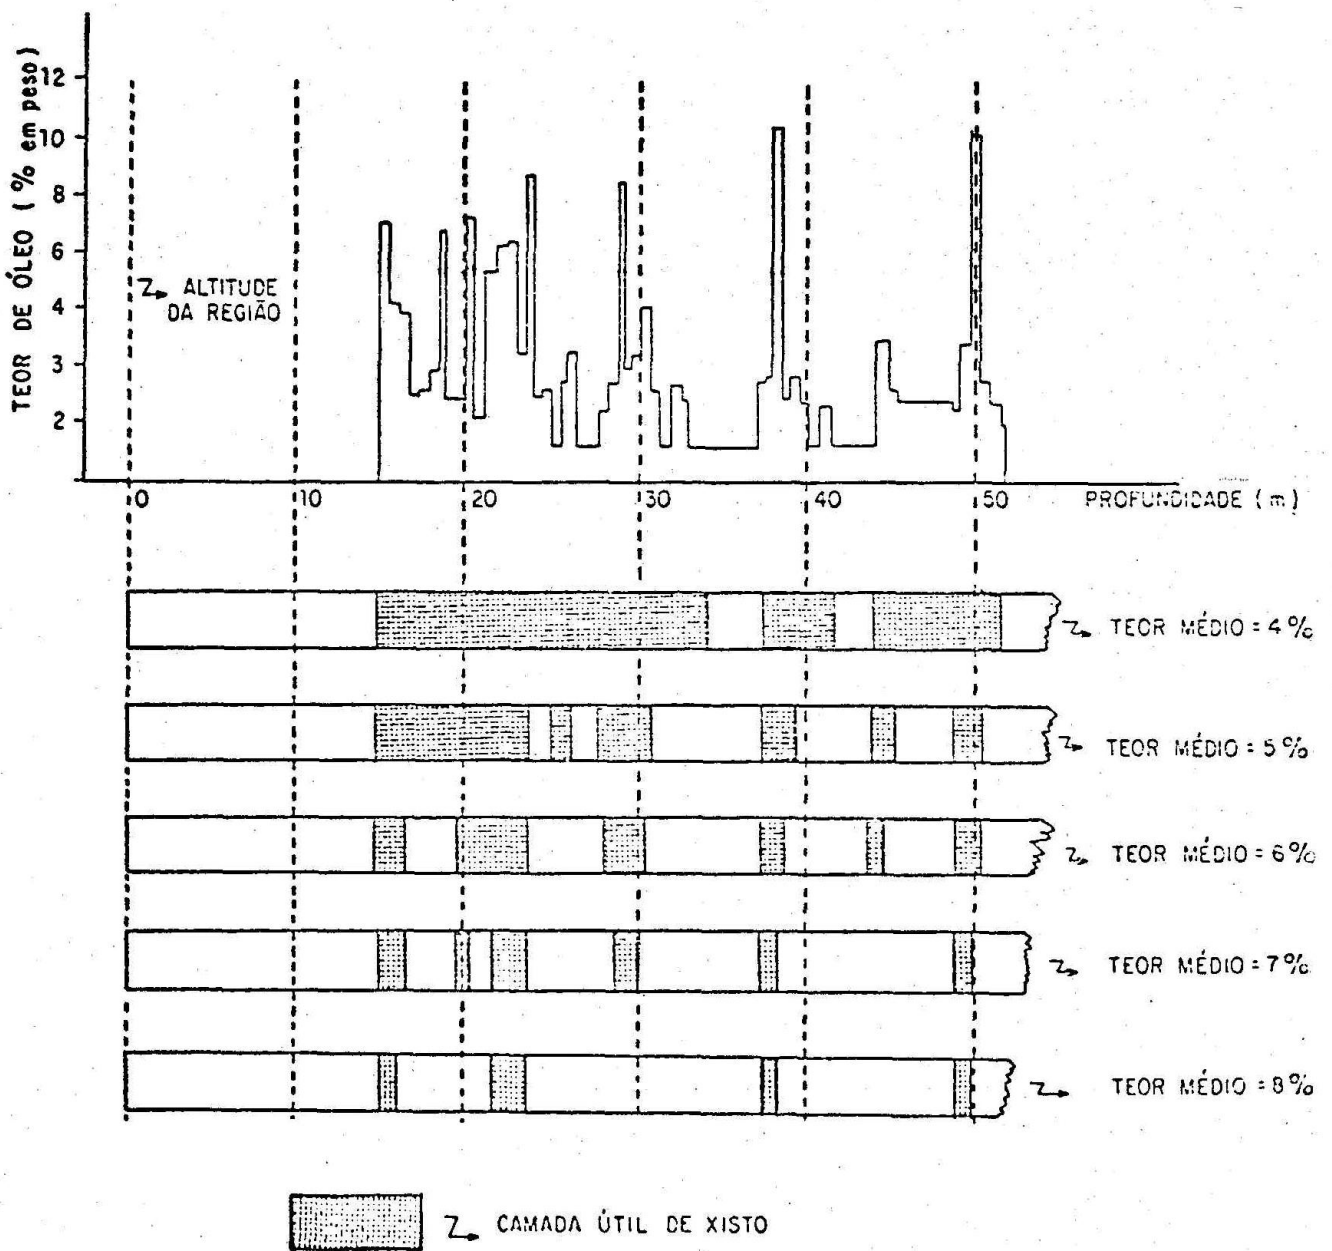 TEOR DE ÓLEO (% em peso)
12
10
8
6
4
3
2
ALTITUDE
DA REGIÃO
0 10 20 30 40 50 PROFUNDIDADE (m)
TEOR MÉDIO = 4%
TEOR MÉDIO = 5%
TEOR MÉDIO = 6%
TEOR MÉDIO = 7%
TEOR MÉDIO = 8%
CAMADA ÚTIL DE XISTO